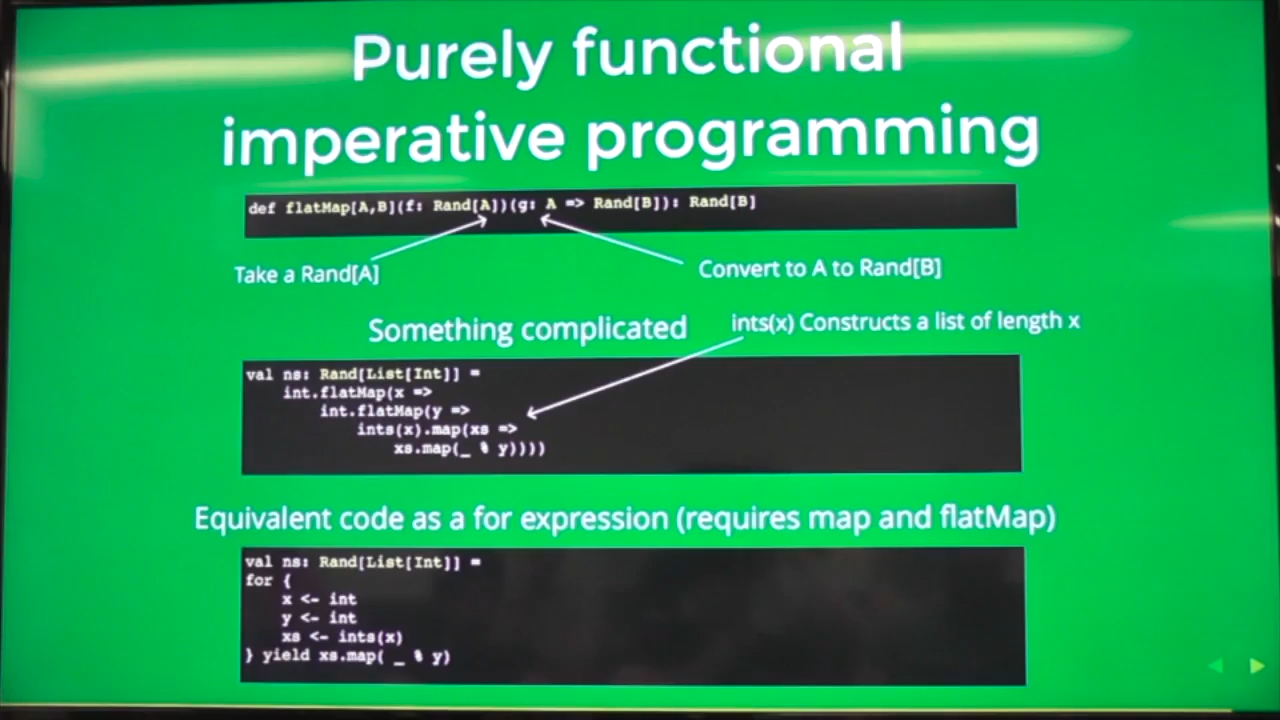 Purely functional
imperative programming
def flatMap[A,B](f: Rand[A])(g: A => Rand[B]): Rand[B]
Take a Rand[A]
Convert to A to Rand[B]
Something complicated
ints(x) Constructs a list of length x
val ns: Rand[List[Int]] =
int.flatMap(x =>
int.flatMap(y =>
ints(x).map(xs =>
xs.map(_ % y))))
Equivalent code as a for expression (requires map and flatMap)
val ns: Rand[List[Int]] =
for {
x <- int
y <- int
xs <- ints(x)
} yield xs.map( _ % y)